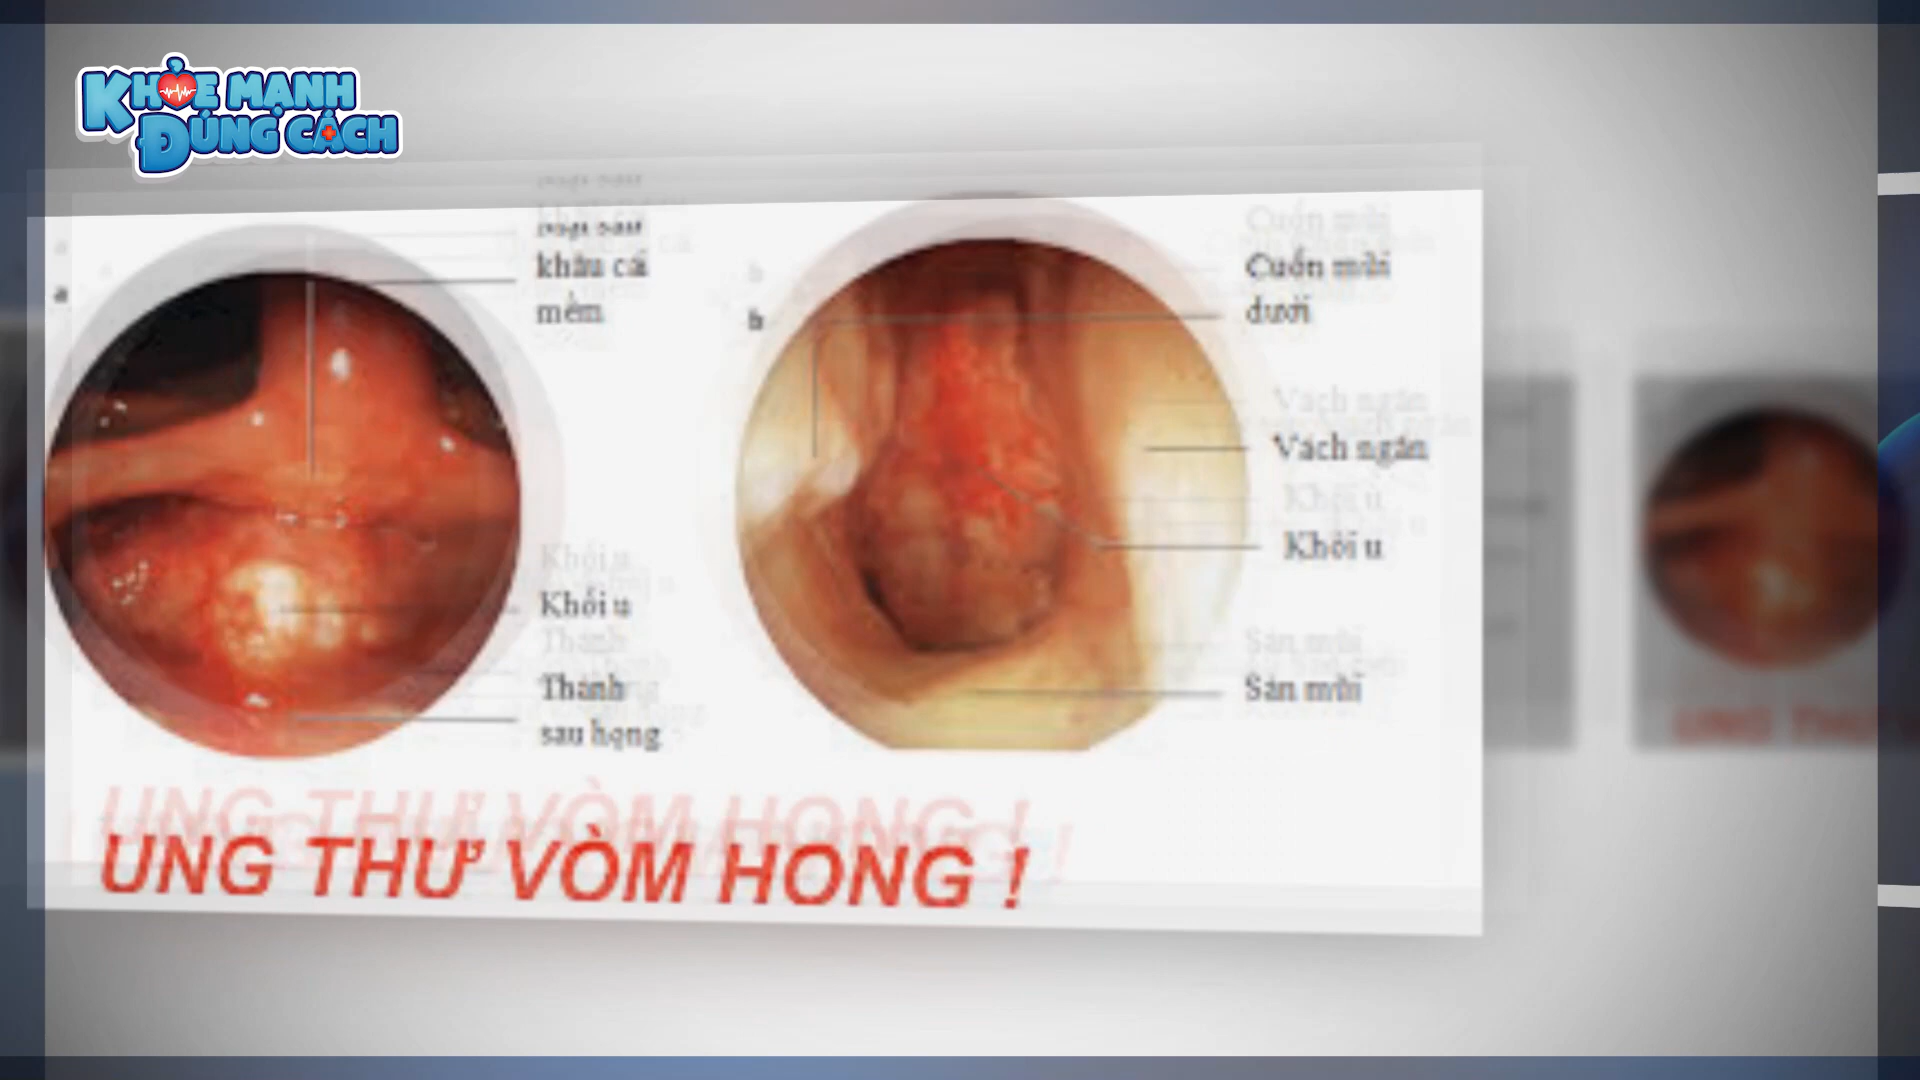 KHỎE MẠNH
ĐÚNG CÁCH
a
khẩu cái
mềm
Khối u
Thành
sau họng
b
Cuốn mũi
dưới
Vách ngăn
Khối u
Sàn mũi
UNG THƯ VÒM HONG !